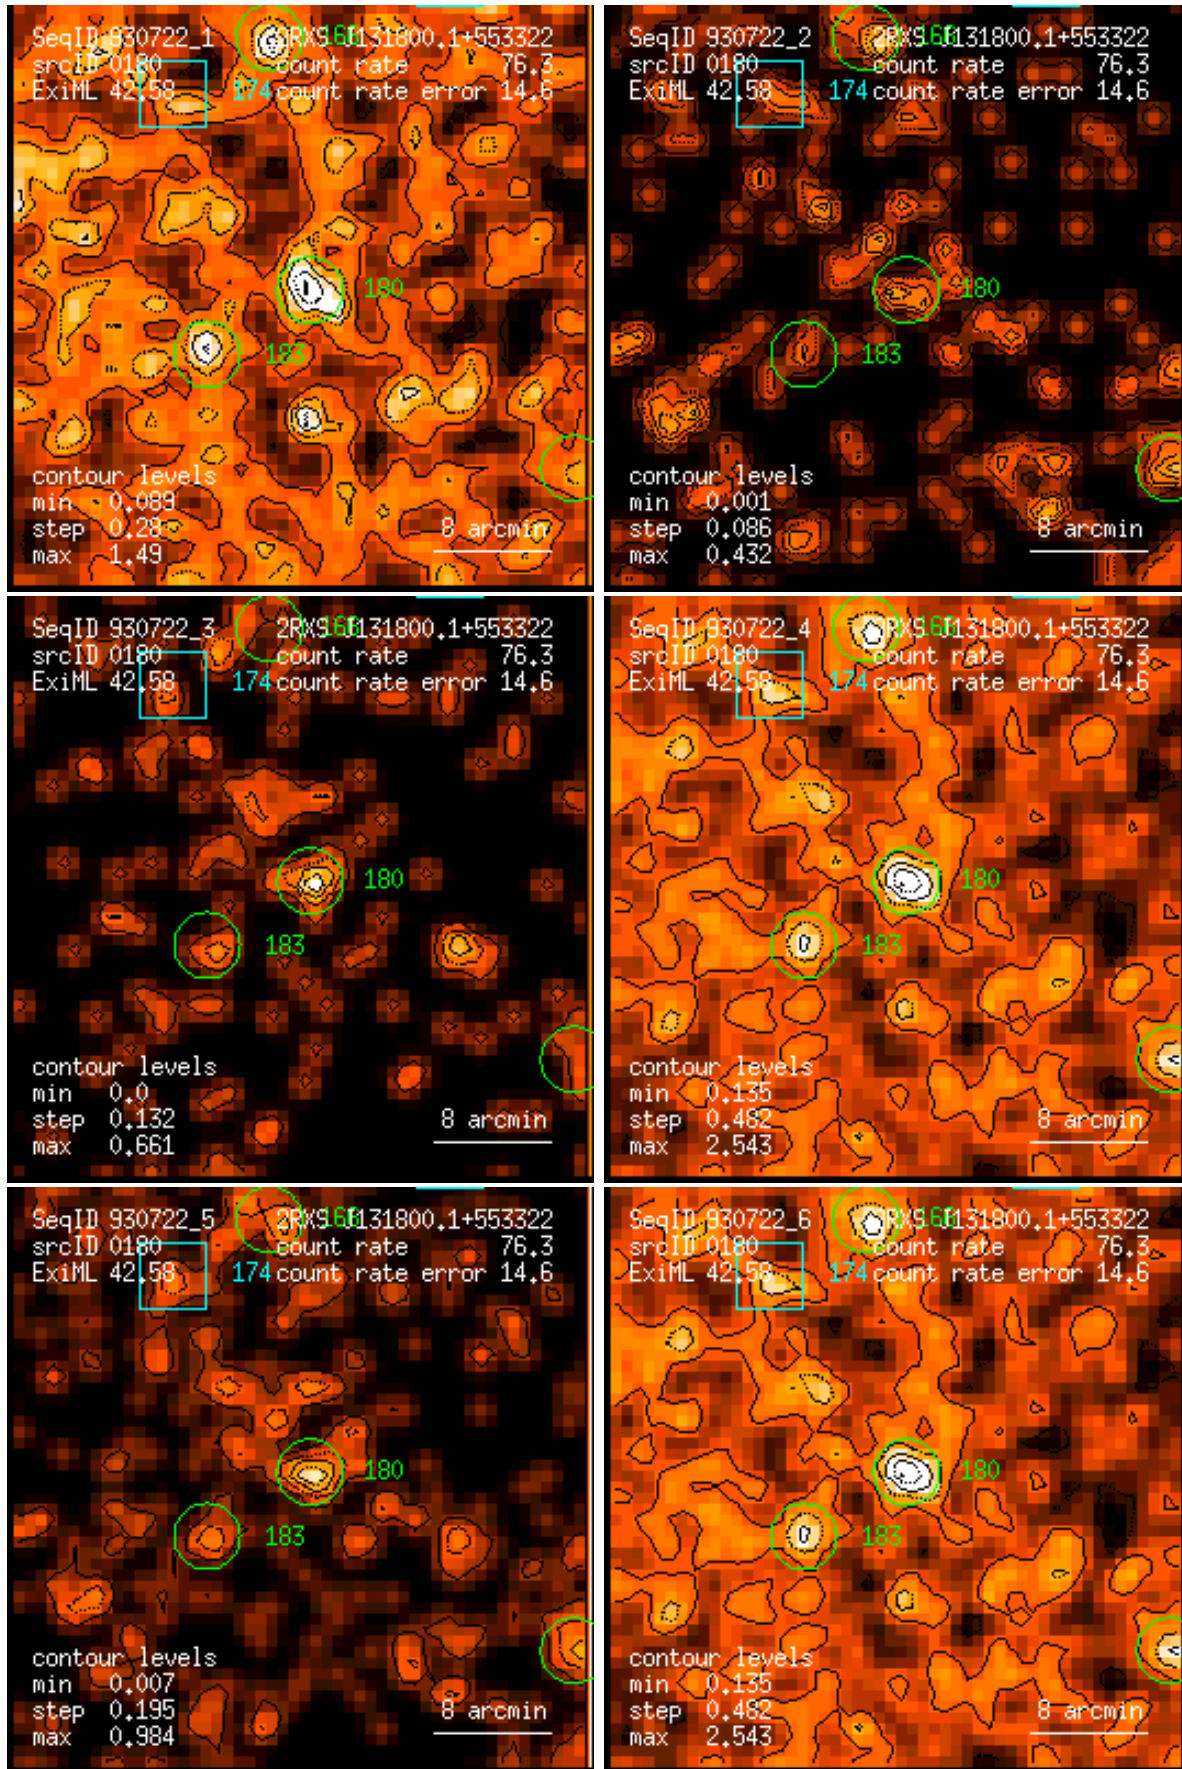 SeqID 930722_1 166 2RXS J131800.1+553322
srcID 0180 count rate 76.3
ExiML 42.58 174 count rate error 14.6
180
183
contour levels
min 0.089
step 0.28 8 arcmin
max 1.49
SeqID 930722_2 166 2RXS J131800.1+553322
srcID 0180 count rate 76.3
ExiML 42.58 174 count rate error 14.6
180
183
contour levels
min 0.001
step 0.086 8 arcmin
max 0.432
SeqID 930722_3 166 2RXS J131800.1+553322
srcID 0180 count rate 76.3
ExiML 42.58 174 count rate error 14.6
180
183
contour levels
min 0.0
step 0.132 8 arcmin
max 0.661
SeqID 930722_4 166 2RXS J131800.1+553322
srcID 0180 count rate 76.3
ExiML 42.58 174 count rate error 14.6
180
183
contour levels
min 0.135
step 0.482 8 arcmin
max 2.543
SeqID 930722_5 166 2RXS J131800.1+553322
srcID 0180 count rate 76.3
ExiML 42.58 174 count rate error 14.6
180
183
contour levels
min 0.007
step 0.195 8 arcmin
max 0.984
SeqID 930722_6 166 2RXS J131800.1+553322
srcID 0180 count rate 76.3
ExiML 42.58 174 count rate error 14.6
180
183
contour levels
min 0.135
step 0.482 8 arcmin
max 2.543